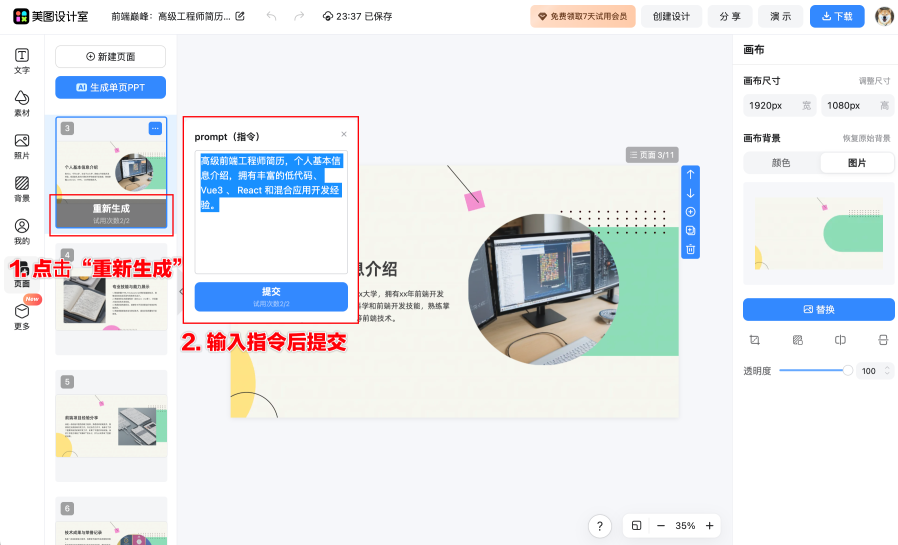 美图设计室
前端巅峰：高级工程师简历...
23:37 已保存
免费领取7天试用会员
创建设计
分 享
演 示
下载
文字
素材
照片
背景
我的
页面
New
更多
新建页面
AI 生成单页PPT
3
个人基本信息介绍
重新生成
试用次数2/2
1. 点击“重新生成”
4
专业技能与能力展示
5
前端项目经验分享
6
技术成果与荣誉纪录
prompt（指令）
高级前端工程师简历，个人基本信
息介绍，拥有丰富的低代码、
Vue3 、 React 和混合应用开发经
验。
提交
试用次数2/2
2. 输入指令后提交
页面 3/11
息介绍
x大学，拥有xx年前端开发
科学和前端开发技能，熟练掌
等前端技术。
?
35%
画布
画布尺寸
调整尺寸
1920px 宽
1080px 高
画布背景
恢复原始背景
颜色
图片
替换
透明度
100